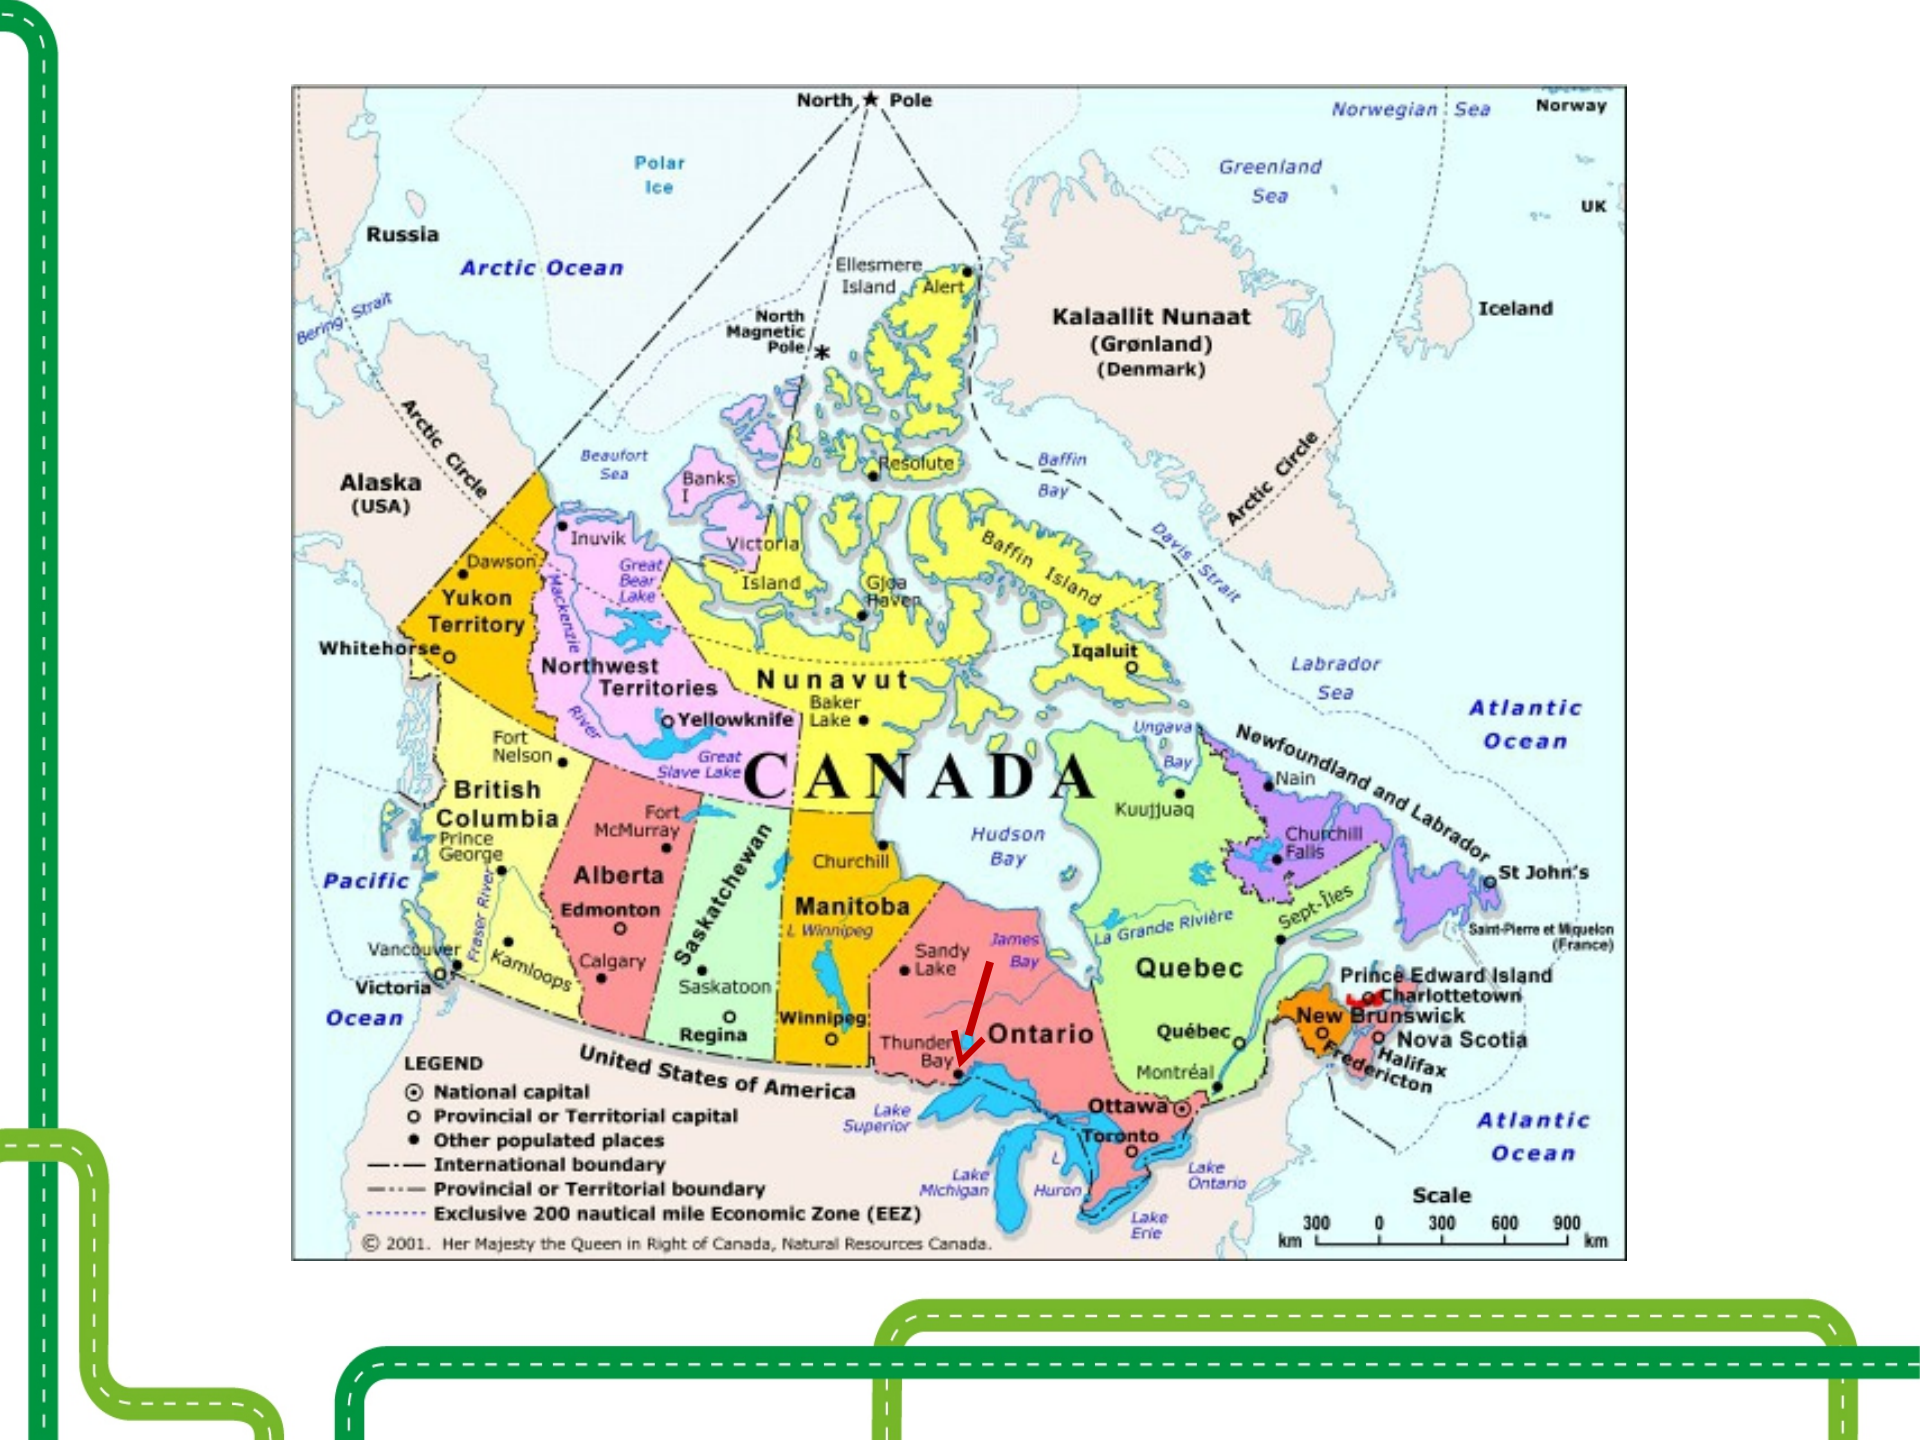 North ★ Pole
Norwegian Sea
Norway
Polar
Ice
Greenland
Sea
UK
Russia
Arctic Ocean
Ellesmere
Island
Alert
Bering Strait
North
Magnetic
Pole
*
Kalaallit Nunaat
(Grønland)
(Denmark)
Iceland
Arctic Circle
Beaufort
Sea
Resolute
Baffin
Bay
Arctic Circle
Alaska
(USA)
Banks
I
Inuvik
Victoria
Island
Baffin Island
Davis Strait
Dawson
Great
Bear
Lake
Gjoa
Haven
Yukon
Territory
Mackenzie
River
Whitehorse
Northwest
Territories
Nunavut
Iqaluit
Labrador
Sea
Baker
Lake
Yellowknife
Atlantic
Ocean
Fort
Nelson
Great
Slave Lake
CANADA
Ungava
Bay
Newfoundland and Labrador
Nain
British
Columbia
Fort
McMurray
Kuujjuaq
Prince
George
Saskatchewan
Churchill
Hudson
Bay
Churchill
Falls
Pacific
Ocean
Alberta
St John's
Edmonton
Manitoba
L Winnipeg
Sept-Îles
La Grande Rivière
Saint-Pierre et Miquelon
(France)
Fraser River
Vancouver
Kamloops
Calgary
Sandy
Lake
James
Bay
Quebec
Prince Edward Island
Charlottetown
Victoria
Saskatoon
Winnipeg
New Brunswick
Regina
Thunder
Bay
Ontario
Québec
Nova Scotia
Halifax
Fredericton
United States of America
Montréal
Lake
Superior
Ottawa
Toronto
Atlantic
Ocean
Lake
Michigan
L
Huron
Lake
Ontario
Lake
Erie
LEGEND
National capital
Provincial or Territorial capital
Other populated places
International boundary
Provincial or Territorial boundary
Exclusive 200 nautical mile Economic Zone (EEZ)
© 2001. Her Majesty the Queen in Right of Canada, Natural Resources Canada.
Scale
300 0 300 600 900
km km